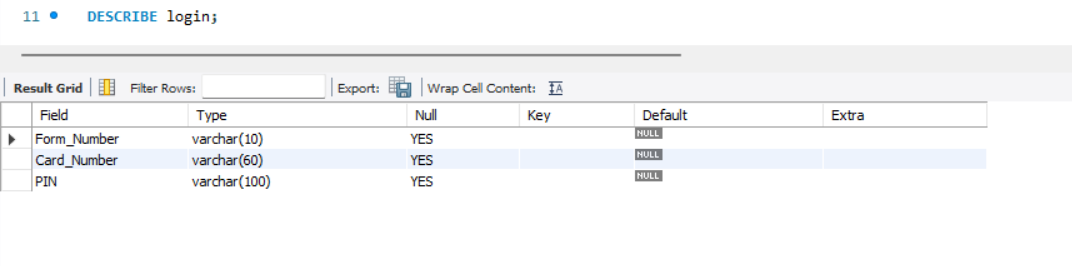 11 DESCRIBE login;
Result Grid Filter Rows: Export: Wrap Cell Content: IA
Field Type Null Key Default Extra
Form_Number varchar(10) YES NULL
Card_Number varchar(60) YES NULL
PIN varchar(100) YES NULL